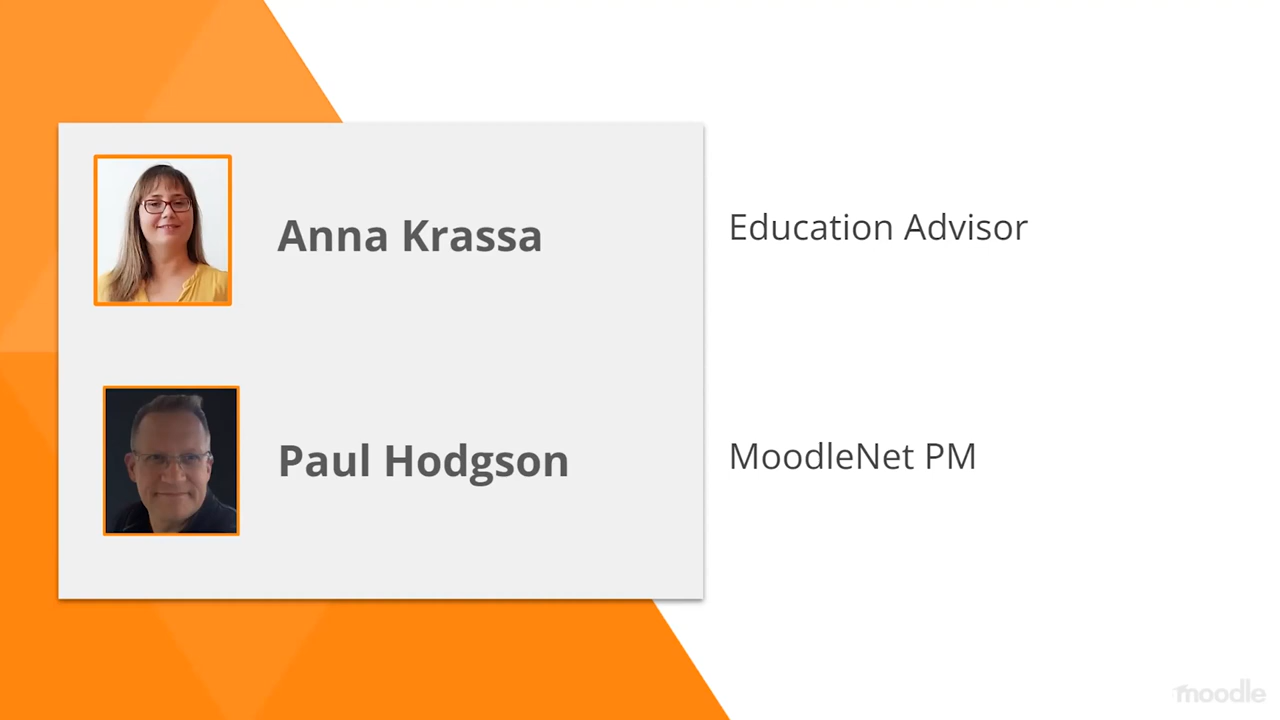 Anna Krassa
Education Advisor
Paul Hodgson
MoodleNet PM
moodle